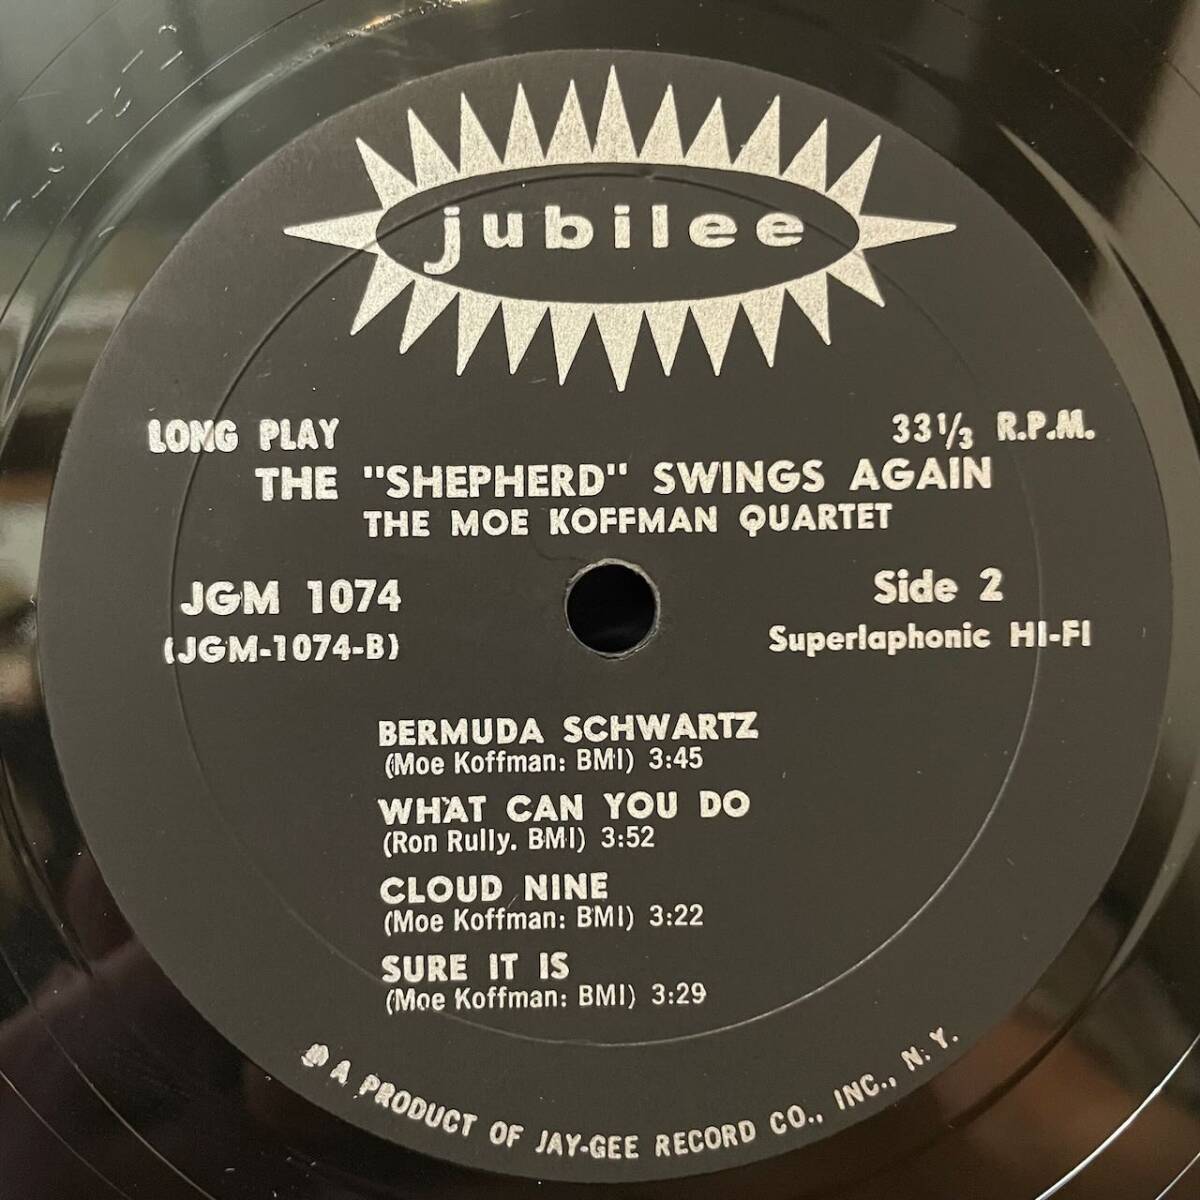 jubilee
LONG PLAY
33 1/3 R.P.M.
THE "SHEPHERD" SWINGS AGAIN
THE MOE KOFFMAN QUARTET
JGM 1074
Side 2
(JGM-1074-B)
Superlaphonic HI-FI
BERMUDA SCHWARTZ
(Moe Koffman: BMI) 3:45
WHAT CAN YOU DO
(Ron Rully. BMI) 3:52
CLOUD NINE
(Moe Koffman: BMI) 3:22
SURE IT IS
(Moe Koffman: BMI) 3:29
A PRODUCT OF JAY-GEE RECORD CO., INC., N. Y.